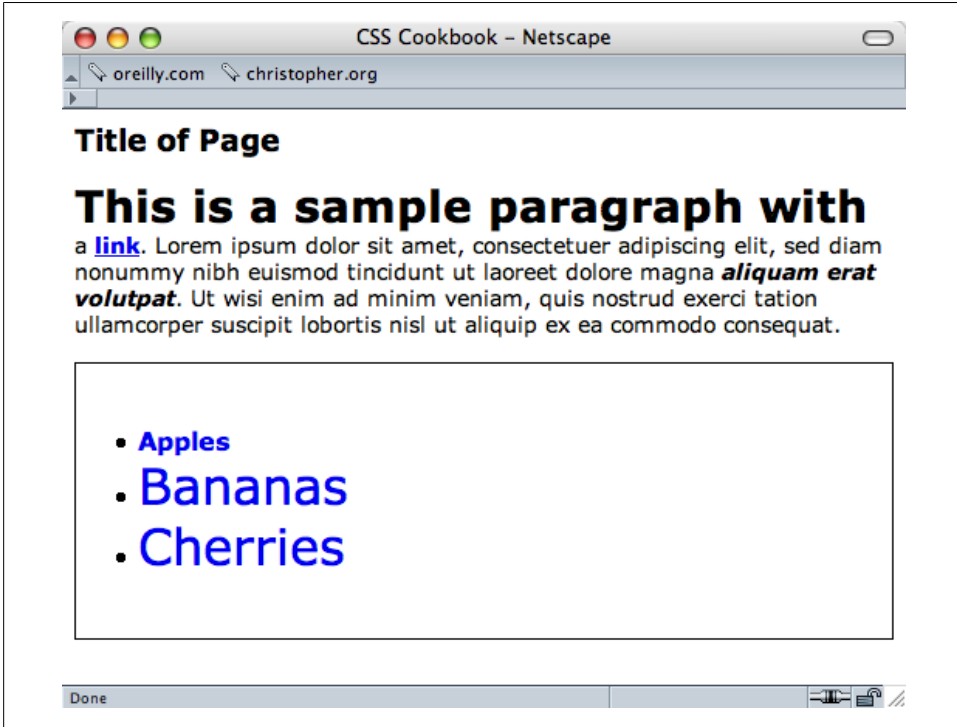 CSS Cookbook – Netscape
oreilly.com christopher.org
Title of Page
This is a sample paragraph with
a link. Lorem ipsum dolor sit amet, consectetuer adipiscing elit, sed diam
nonummy nibh euismod tincidunt ut laoreet dolore magna aliquam erat
volutpat. Ut wisi enim ad minim veniam, quis nostrud exerci tation
ullamcorper suscipit lobortis nisl ut aliquip ex ea commodo consequat.
• Apples
• Bananas
• Cherries
Done